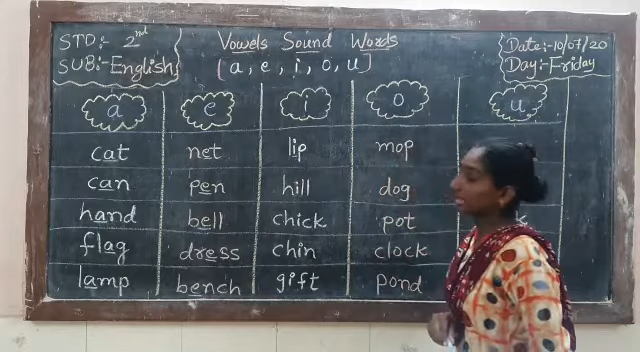 STD:- 2nd
SUB:- English
Vowels Sound Words
[a, e, i, o, u]
Date:- 10/07/20
Day:- Friday
a e i o u
cat net lip mop
can pen hill dog
hand bell chick pot
flag dress chin clock
lamp bench gift pond